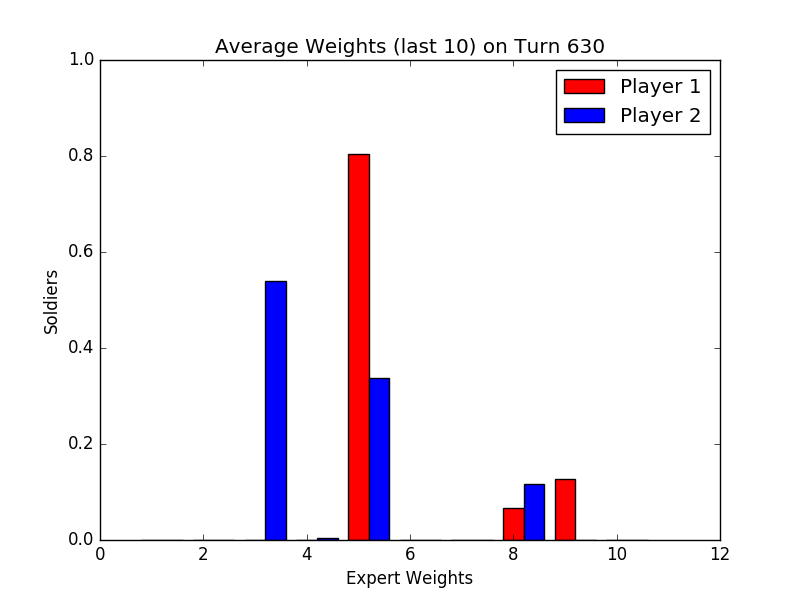 Average Weights (last 10) on Turn 630
1.0
Player 1
Player 2
0.8
0.6
Soldiers
0.4
0.2
0.0
0 2 4 6 8 10 12
Expert Weights